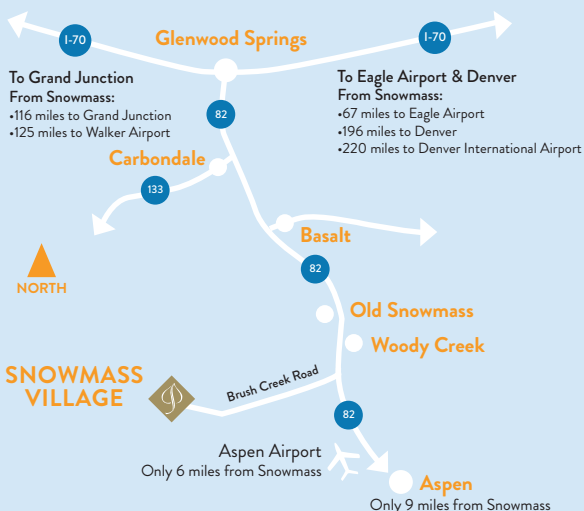 I-70
I-70
Glenwood Springs
To Grand Junction
From Snowmass:
•116 miles to Grand Junction
•125 miles to Walker Airport
To Eagle Airport & Denver
From Snowmass:
•67 miles to Eagle Airport
•196 miles to Denver
•220 miles to Denver International Airport
82
Carbondale
133
Basalt
NORTH
82
Old Snowmass
Woody Creek
SNOWMASS
VILLAGE
Brush Creek Road
82
Aspen Airport
Only 6 miles from Snowmass
Aspen
Only 9 miles from Snowmass